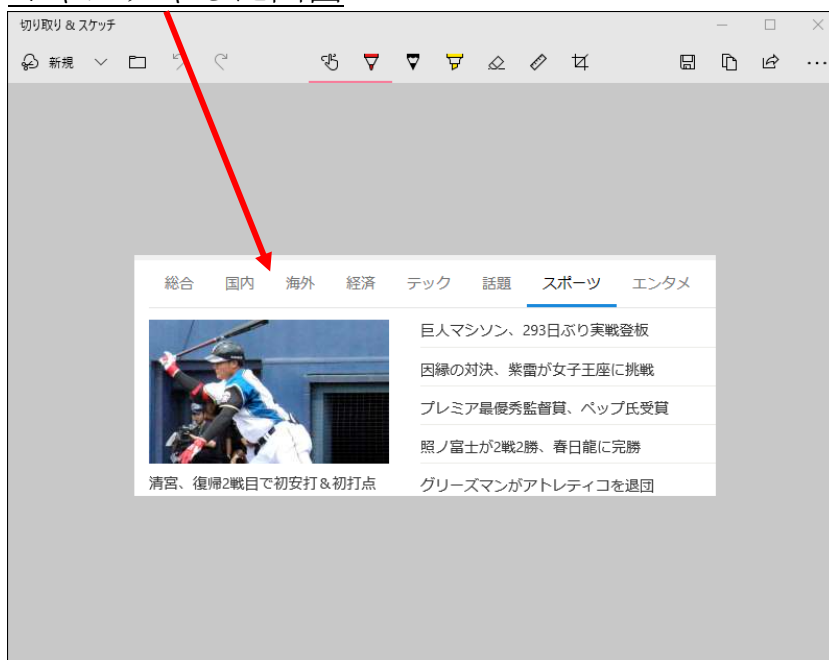 切り取り & スケッチ
新規
総合 国内 海外 経済 テック 話題 スポーツ エンタメ
巨人マシソン、293日ぶり実戦登板
因縁の対決、紫雷が女子王座に挑戦
プレミア最優秀監督賞、ペップ氏受賞
照ノ富士が2戦2勝、春日龍に完勝
清宮、復帰2戦目で初安打&初打点
グリーズマンがアトレティコを退団